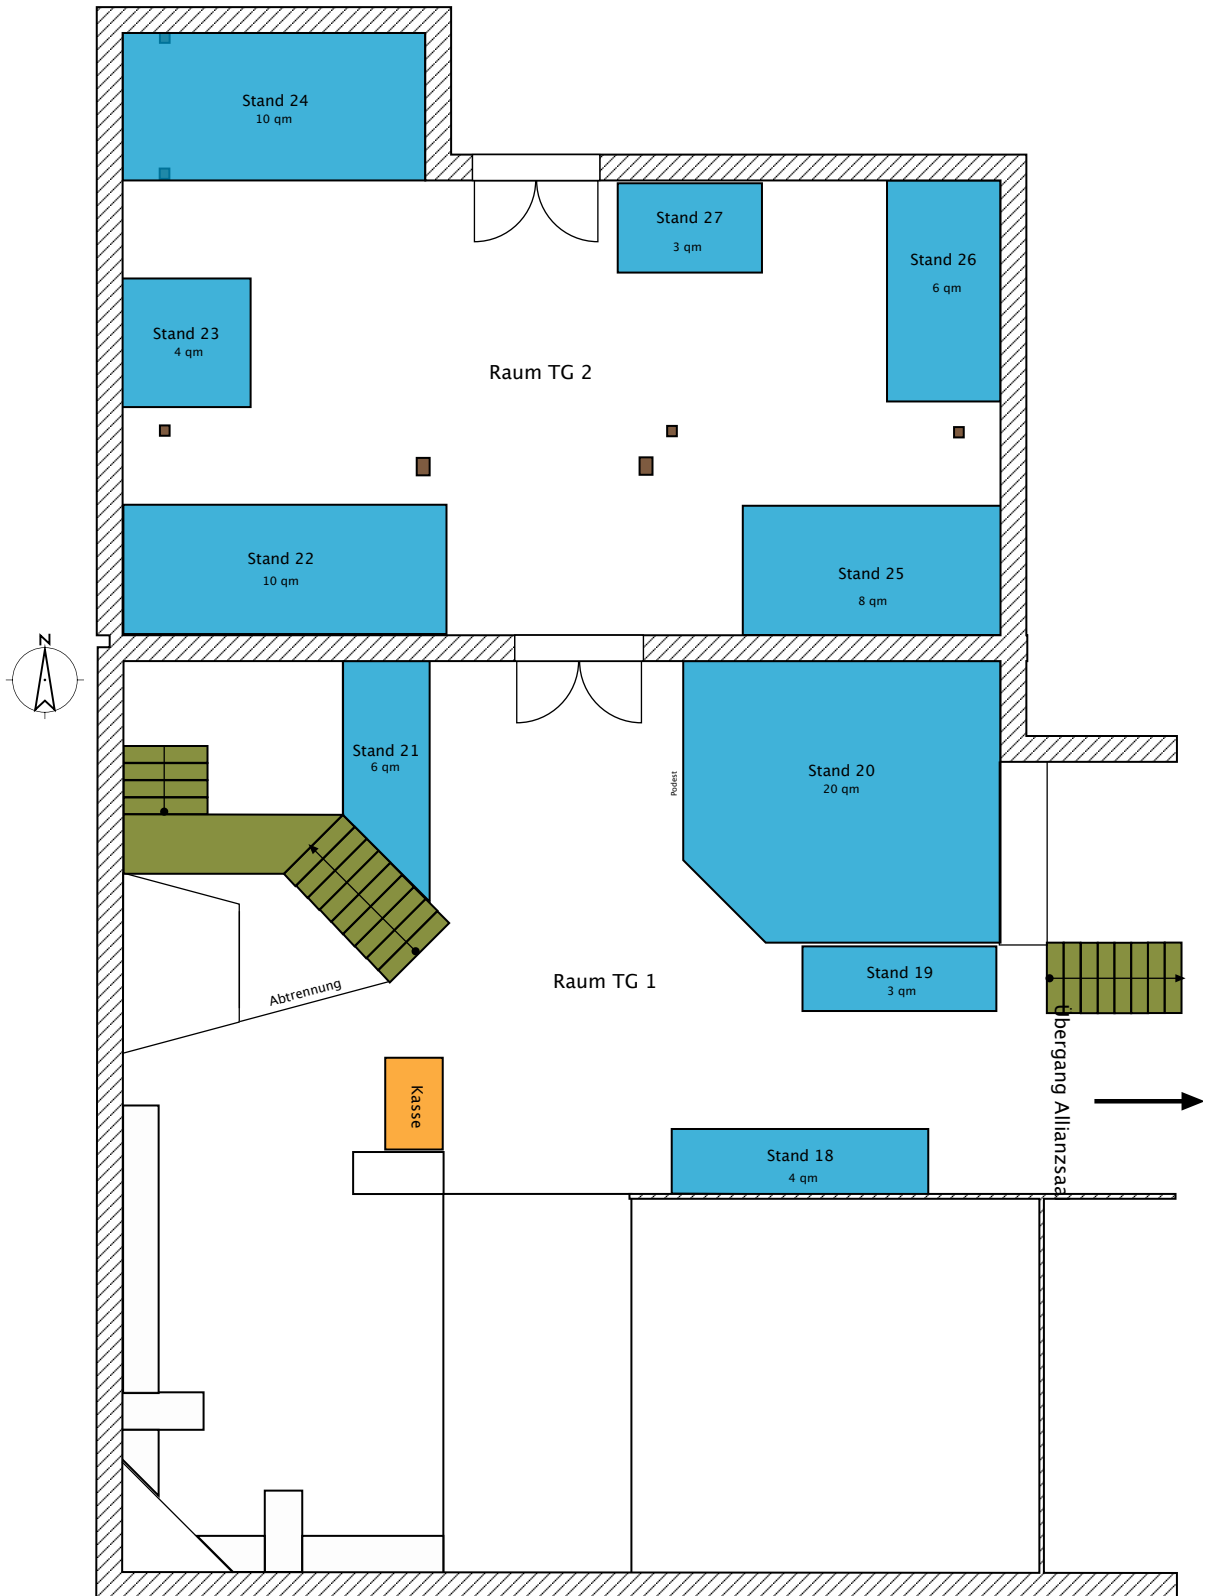 Stand 24
10 qm
Stand 27
3 qm
Stand 26
6 qm
Stand 23
4 qm
Raum TG 2
Stand 22
10 qm
Stand 25
8 qm
N
Stand 21
6 qm
Podest
Stand 20
20 qm
Raum TG 1
Stand 19
3 qm
Abtrennung
Übergang Allianzsaa
Kasse
Stand 18
4 qm